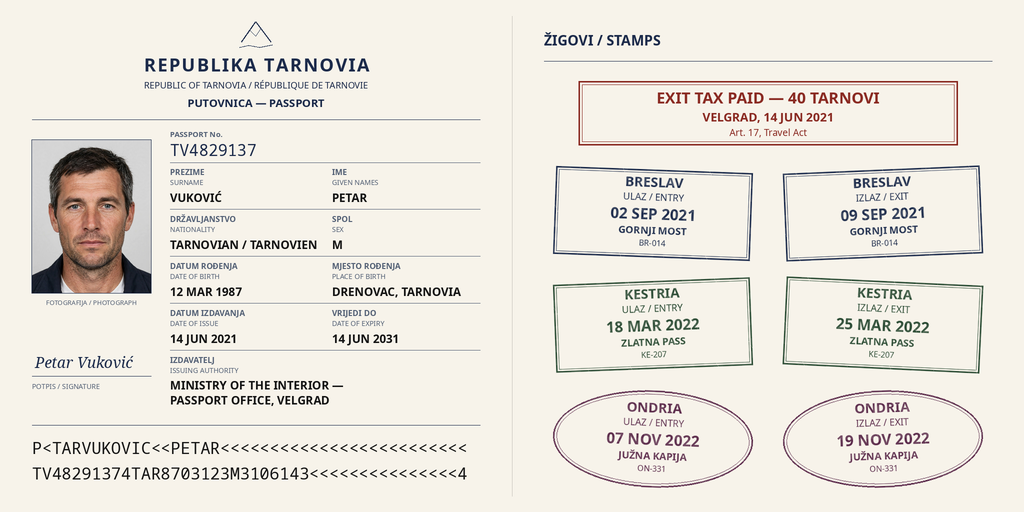 REPUBLIKA TARNOVIA
REPUBLIC OF TARNOVIA / RÉPUBLIQUE DE TARNOVIE
PUTOVNICA — PASSPORT
PASSPORT No.
TV4829137
PREZIME
SURNAME
VUKOVIĆ
IME
GIVEN NAMES
PETAR
DRŽAVLJANSTVO
NATIONALITY
TARNOVIAN / TARNOVIEN
SPOL
SEX
M
DATUM ROĐENJA
DATE OF BIRTH
12 MAR 1987
MJESTO ROĐENJA
PLACE OF BIRTH
DRENOVAC, TARNOVIA
DATUM IZDAVANJA
DATE OF ISSUE
14 JUN 2021
VRIJEDI DO
DATE OF EXPIRY
14 JUN 2031
IZDAVATELJ
ISSUING AUTHORITY
MINISTRY OF THE INTERIOR —
PASSPORT OFFICE, VELGRAD
FOTOGRAFIJA / PHOTOGRAPH
Petar Vuković
POTPIS / SIGNATURE
P<TARVUKOVIC<<PETAR<<<<<<<<<<<<<<<<<<<<<<<<<
TV48291374TAR8703123M3106143<<<<<<<<<<<<<<<4
ŽIGOVI / STAMPS
EXIT TAX PAID — 40 TARNOVI
VELGRAD, 14 JUN 2021
Art. 17, Travel Act
BRESLAV
ULAZ / ENTRY
02 SEP 2021
GORNJI MOST
BR-014
BRESLAV
IZLAZ / EXIT
09 SEP 2021
GORNJI MOST
BR-014
KESTRIA
ULAZ / ENTRY
18 MAR 2022
ZLATNA PASS
KE-207
KESTRIA
IZLAZ / EXIT
25 MAR 2022
ZLATNA PASS
KE-207
ONDRIA
ULAZ / ENTRY
07 NOV 2022
JUŽNA KAPIJA
ON-331
ONDRIA
IZLAZ / EXIT
19 NOV 2022
JUŽNA KAPIJA
ON-331